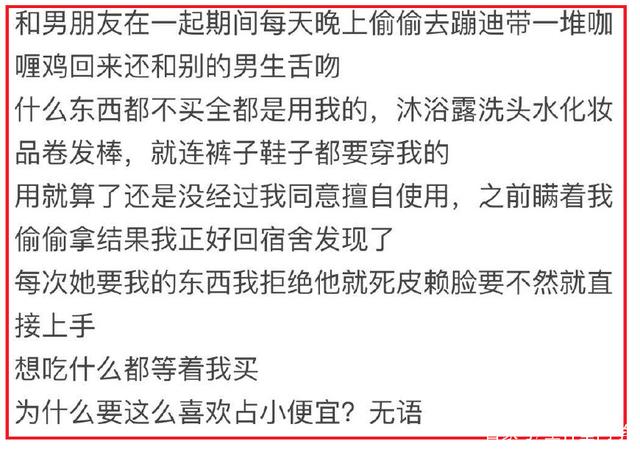 和男朋友在一起期间每天晚上偷偷去蹦迪带一堆咖
喱鸡回来还和别的男生舌吻
什么东西都不买全都是用我的，沐浴露洗头水化妆
品卷发棒，就连裤子鞋子都要穿我的
用就算了还是没经过我同意擅自使用，之前瞒着我
偷偷拿结果我正好回宿舍发现了
每次她要我的东西我拒绝他就死皮赖脸要不然就直
接上手
想吃什么都等着我买
为什么要这么喜欢占小便宜？无语